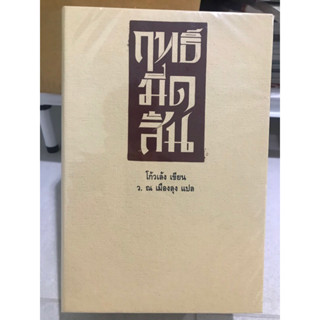 ฤทธิ์
มีด
สั้น
โก้วเล้ง เขียน
ว. ณ เมืองลุง แปล